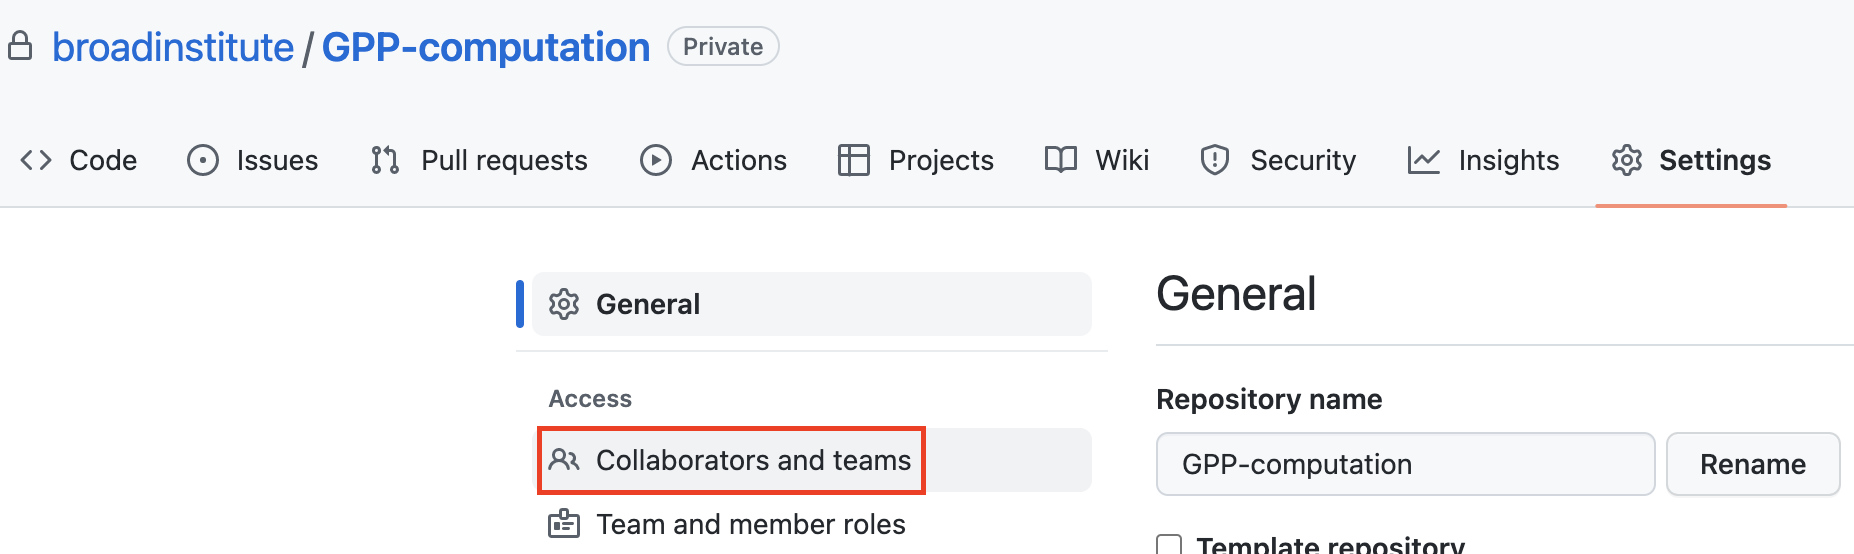 broadinstitute / GPP-computation Private
Code Issues Pull requests Actions Projects Wiki Security Insights Settings
General
Access
Collaborators and teams
Team and member roles
General
Repository name
GPP-computation Rename
Template repository